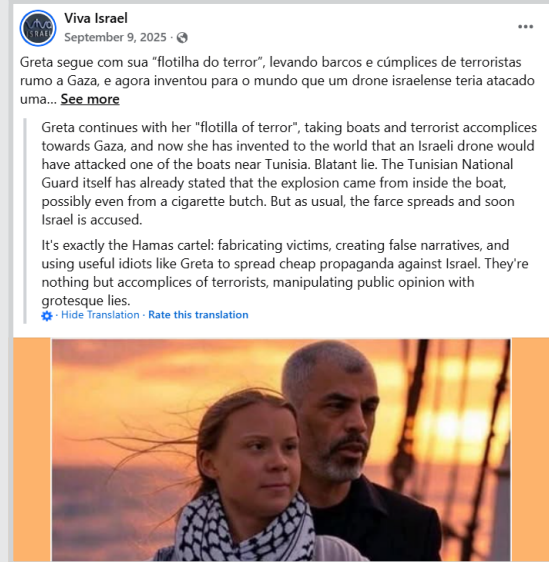 Viva Israel
September 9, 2025 ·
Greta segue com sua "flotilha do terror", levando barcos e cúmplices de terroristas
rumo a Gaza, e agora inventou para o mundo que um drone israelense teria atacado
uma... See more
Greta continues with her "flotilla of terror", taking boats and terrorist accomplices
towards Gaza, and now she has invented to the world that an Israeli drone would
have attacked one of the boats near Tunisia. Blatant lie. The Tunisian National
Guard itself has already stated that the explosion came from inside the boat,
possibly even from a cigarette butch. But as usual, the farce spreads and soon
Israel is accused.
It's exactly the Hamas cartel: fabricating victims, creating false narratives, and
using useful idiots like Greta to spread cheap propaganda against Israel. They're
nothing but accomplices of terrorists, manipulating public opinion with
grotesque lies.
· Hide Translation · Rate this translation